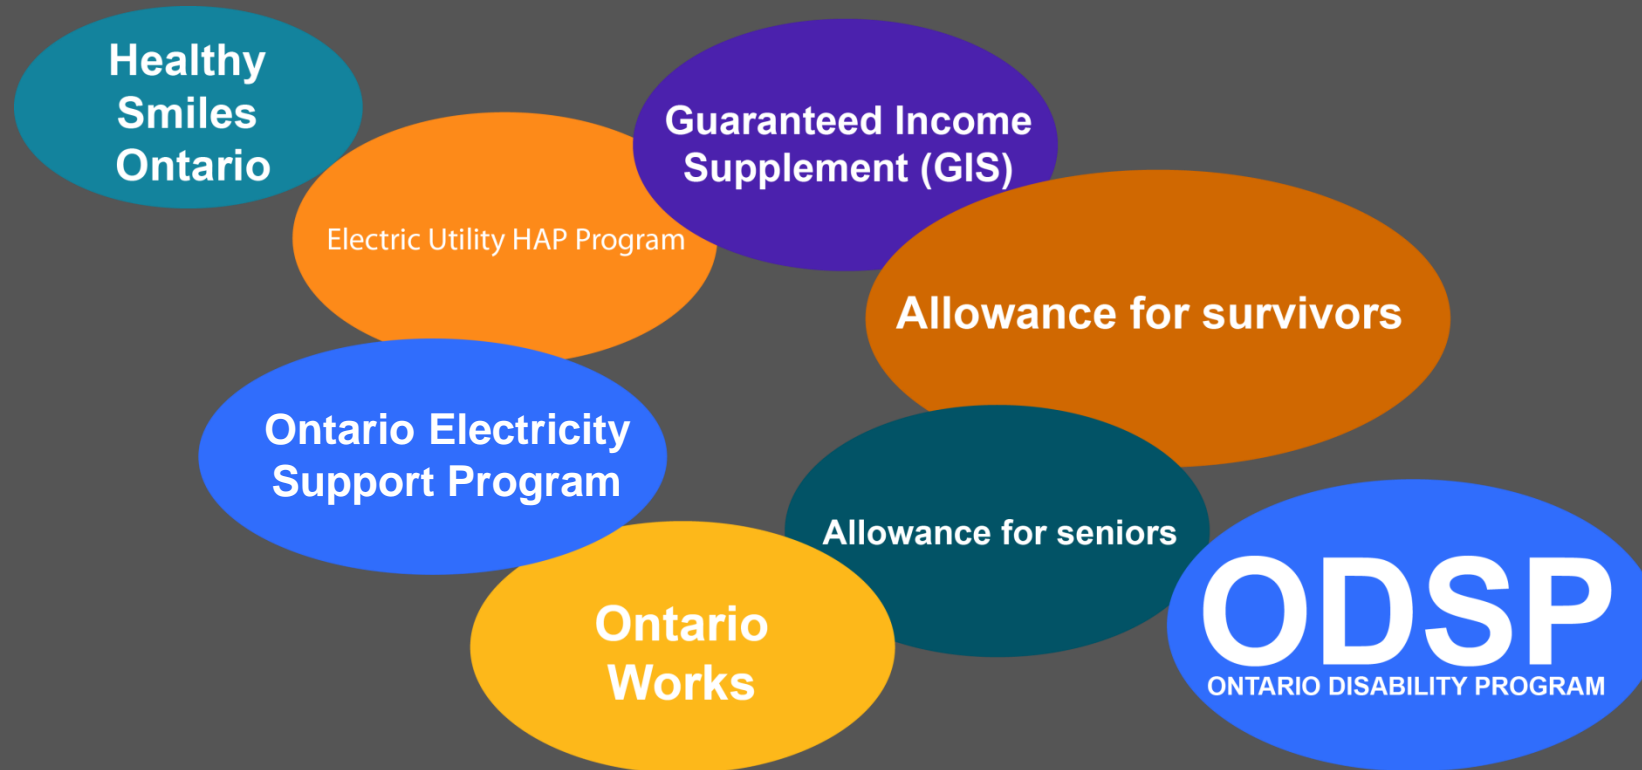 Healthy
Smiles
Ontario
Electric Utility HAP Program
Guaranteed Income
Supplement (GIS)
Allowance for survivors
Ontario Electricity
Support Program
Allowance for seniors
Ontario
Works
ODSP
ONTARIO DISABILITY PROGRAM